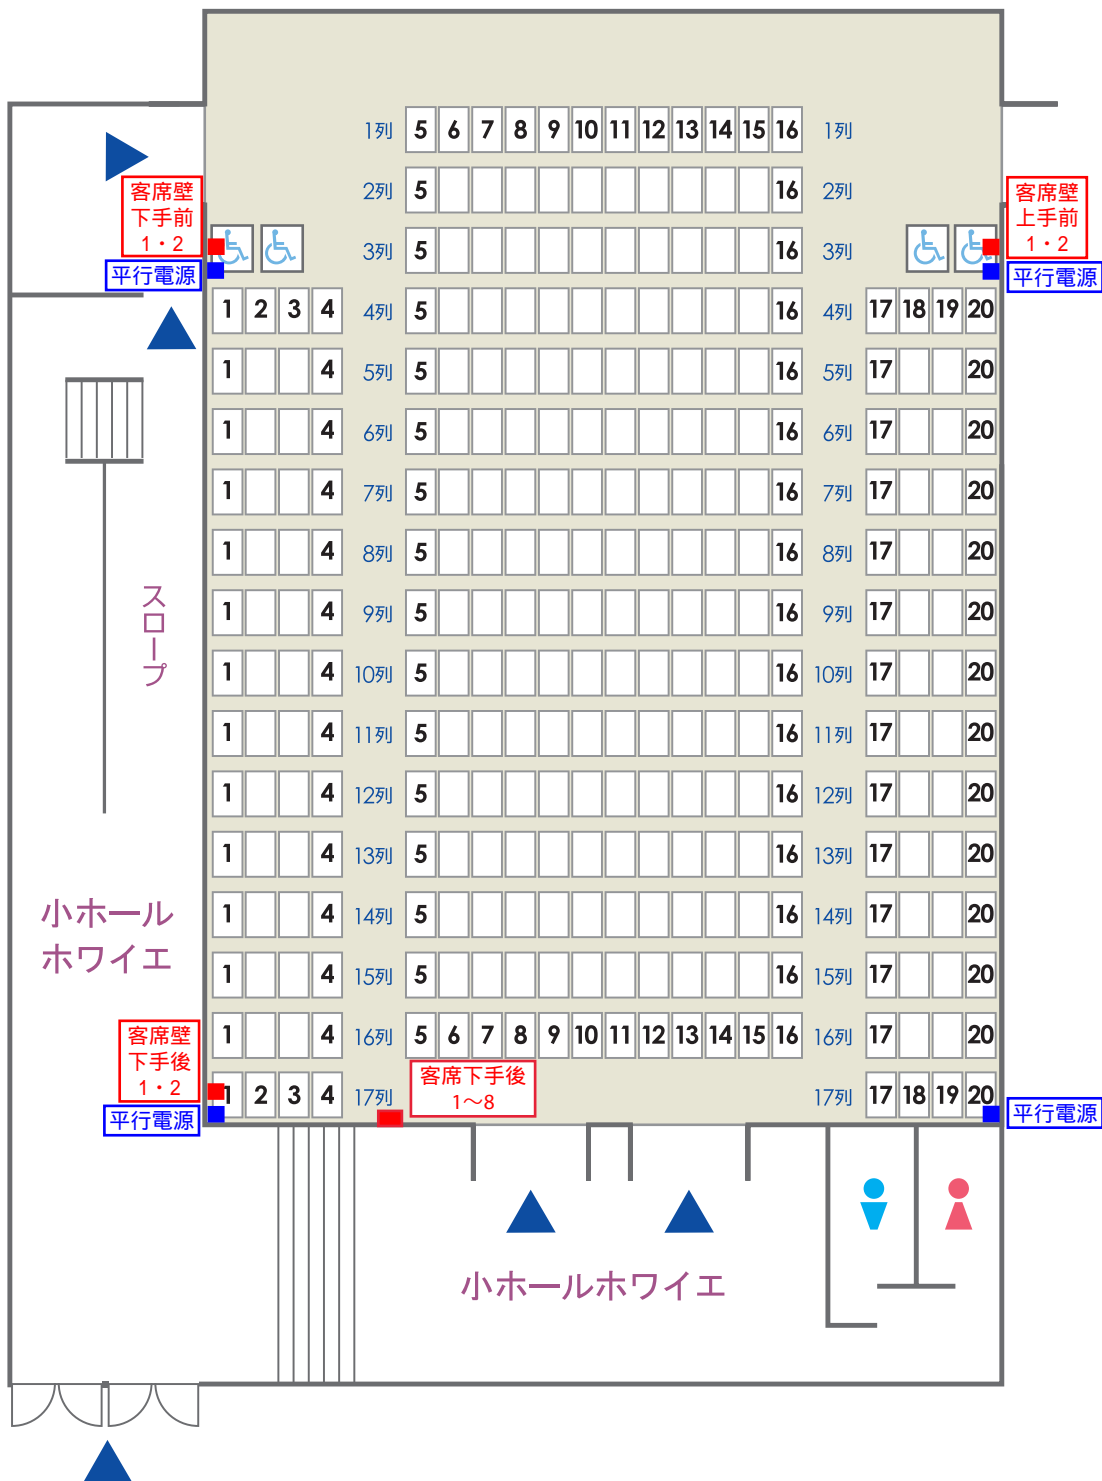 1列 5 6 7 8 9 10 11 12 13 14 15 16 1列
2列 5 16 2列
客席壁
下手前
1・2
客席壁
上手前
1・2
3列 5 16 3列
平行電源
平行電源
1 2 3 4 4列 5 16 4列 17 18 19 20
1 4 5列 5 16 5列 17 20
1 4 6列 5 16 6列 17 20
1 4 7列 5 16 7列 17 20
1 4 8列 5 16 8列 17 20
1 4 9列 5 16 9列 17 20
スロープ
1 4 10列 5 16 10列 17 20
1 4 11列 5 16 11列 17 20
1 4 12列 5 16 12列 17 20
1 4 13列 5 16 13列 17 20
1 4 14列 5 16 14列 17 20
小ホール
ホワイエ
1 4 15列 5 16 15列 17 20
1 4 16列 5 6 7 8 9 10 11 12 13 14 15 16 16列 17 20
客席壁
下手後
1・2
1 2 3 4 17列 17列 17 18 19 20
客席下手後
1～8
平行電源
平行電源
小ホールホワイエ